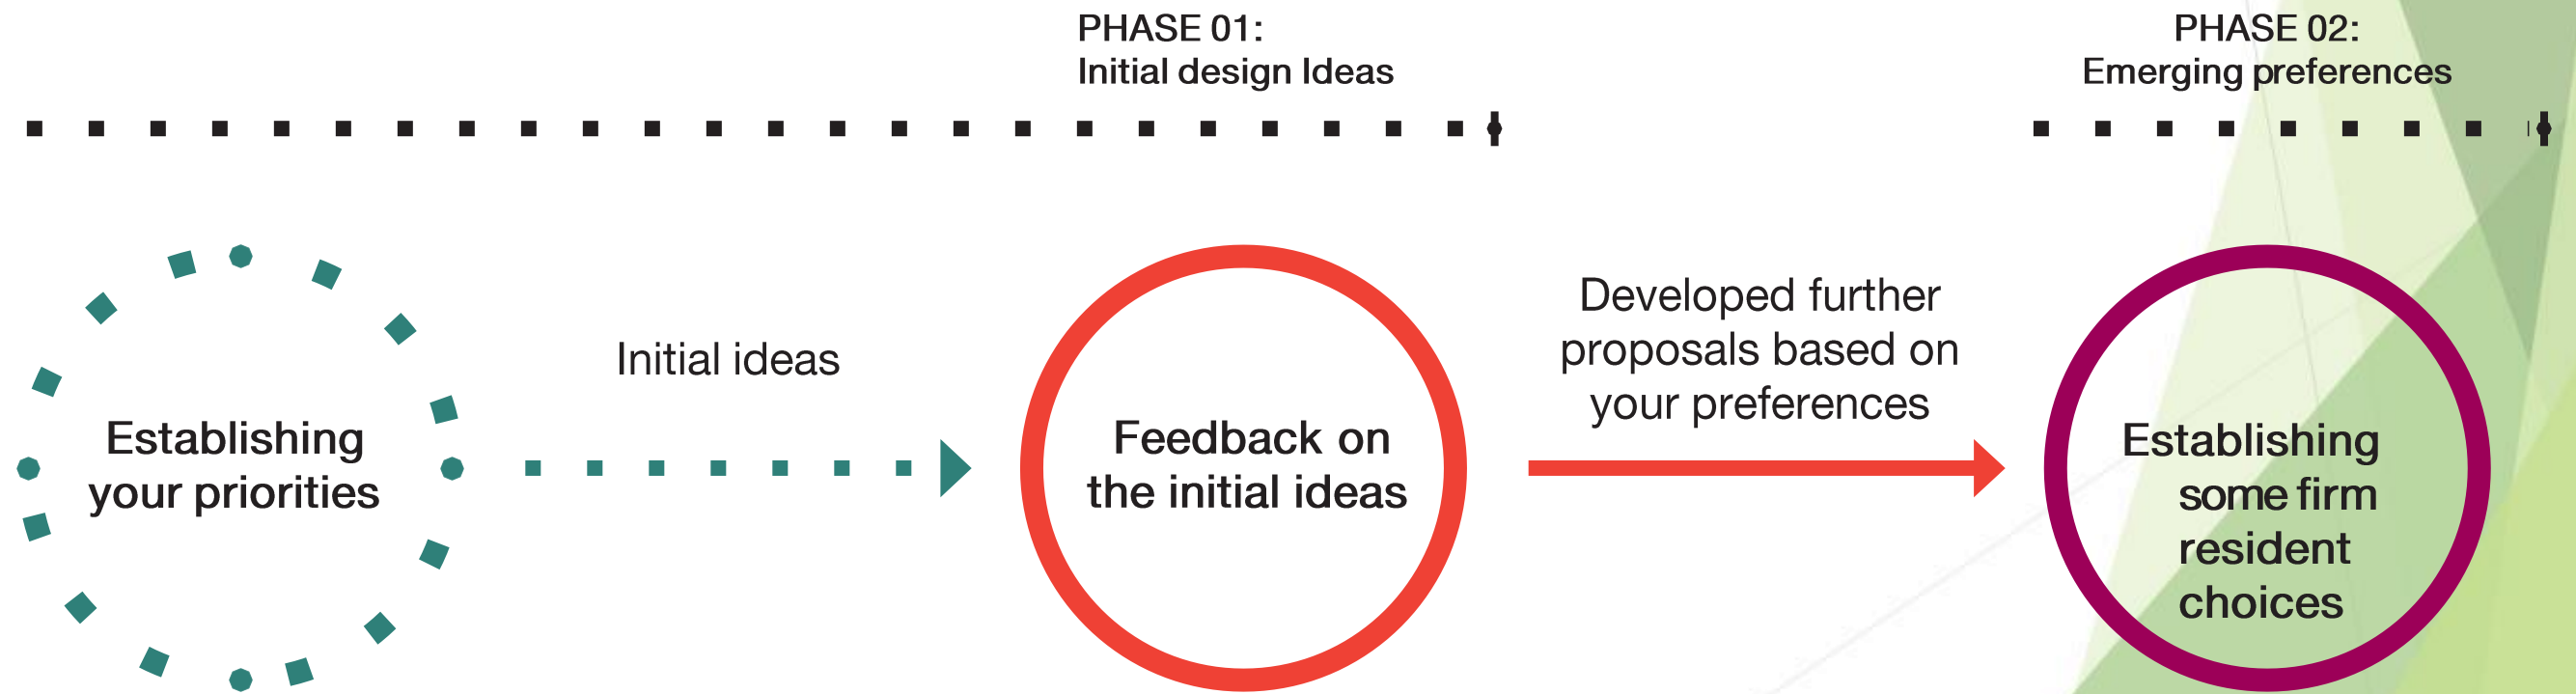 PHASE 01:
Initial design Ideas
PHASE 02:
Emerging preferences
Establishing
your priorities
Initial ideas
Feedback on
the initial ideas
Developed further
proposals based on
your preferences
Establishing
some firm
resident
choices